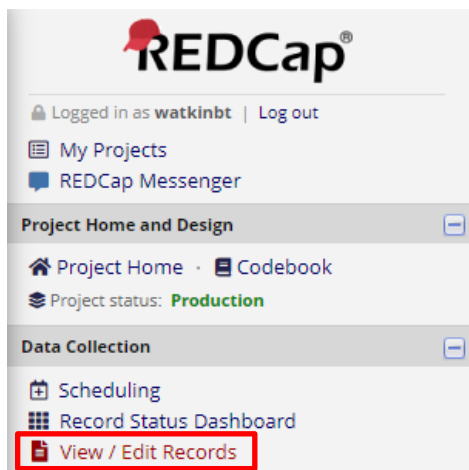 REDCap®
Logged in as watkinbt | Log out
My Projects
REDCap Messenger
Project Home and Design
Project Home · Codebook
Project status: Production
Data Collection
Scheduling
Record Status Dashboard
View / Edit Records